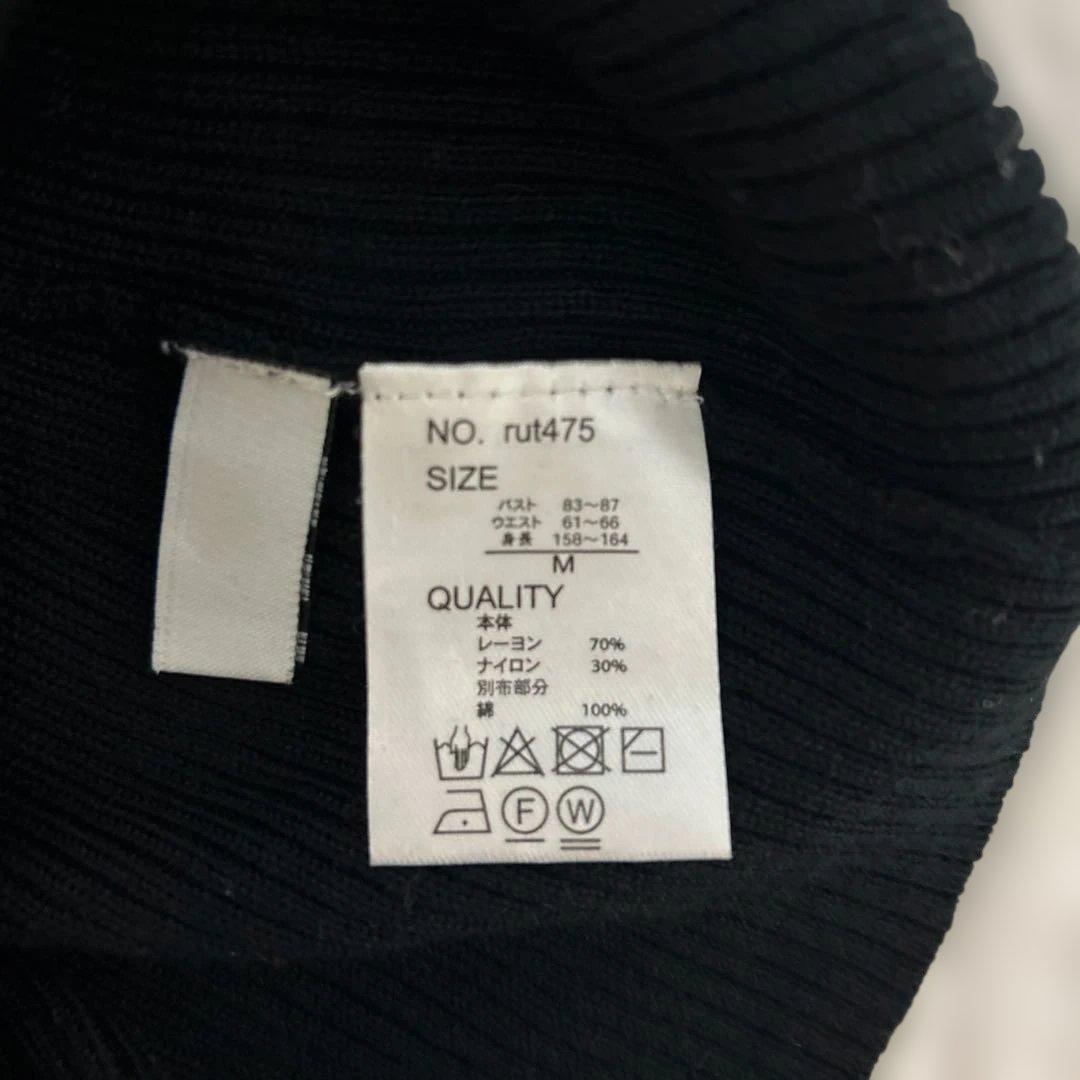 NO. rut475
SIZE
バスト 83～87
ウエスト 61～66
身長 158～164
M
QUALITY
本体
レーヨン 70%
ナイロン 30%
別布部分
綿 100%
F W